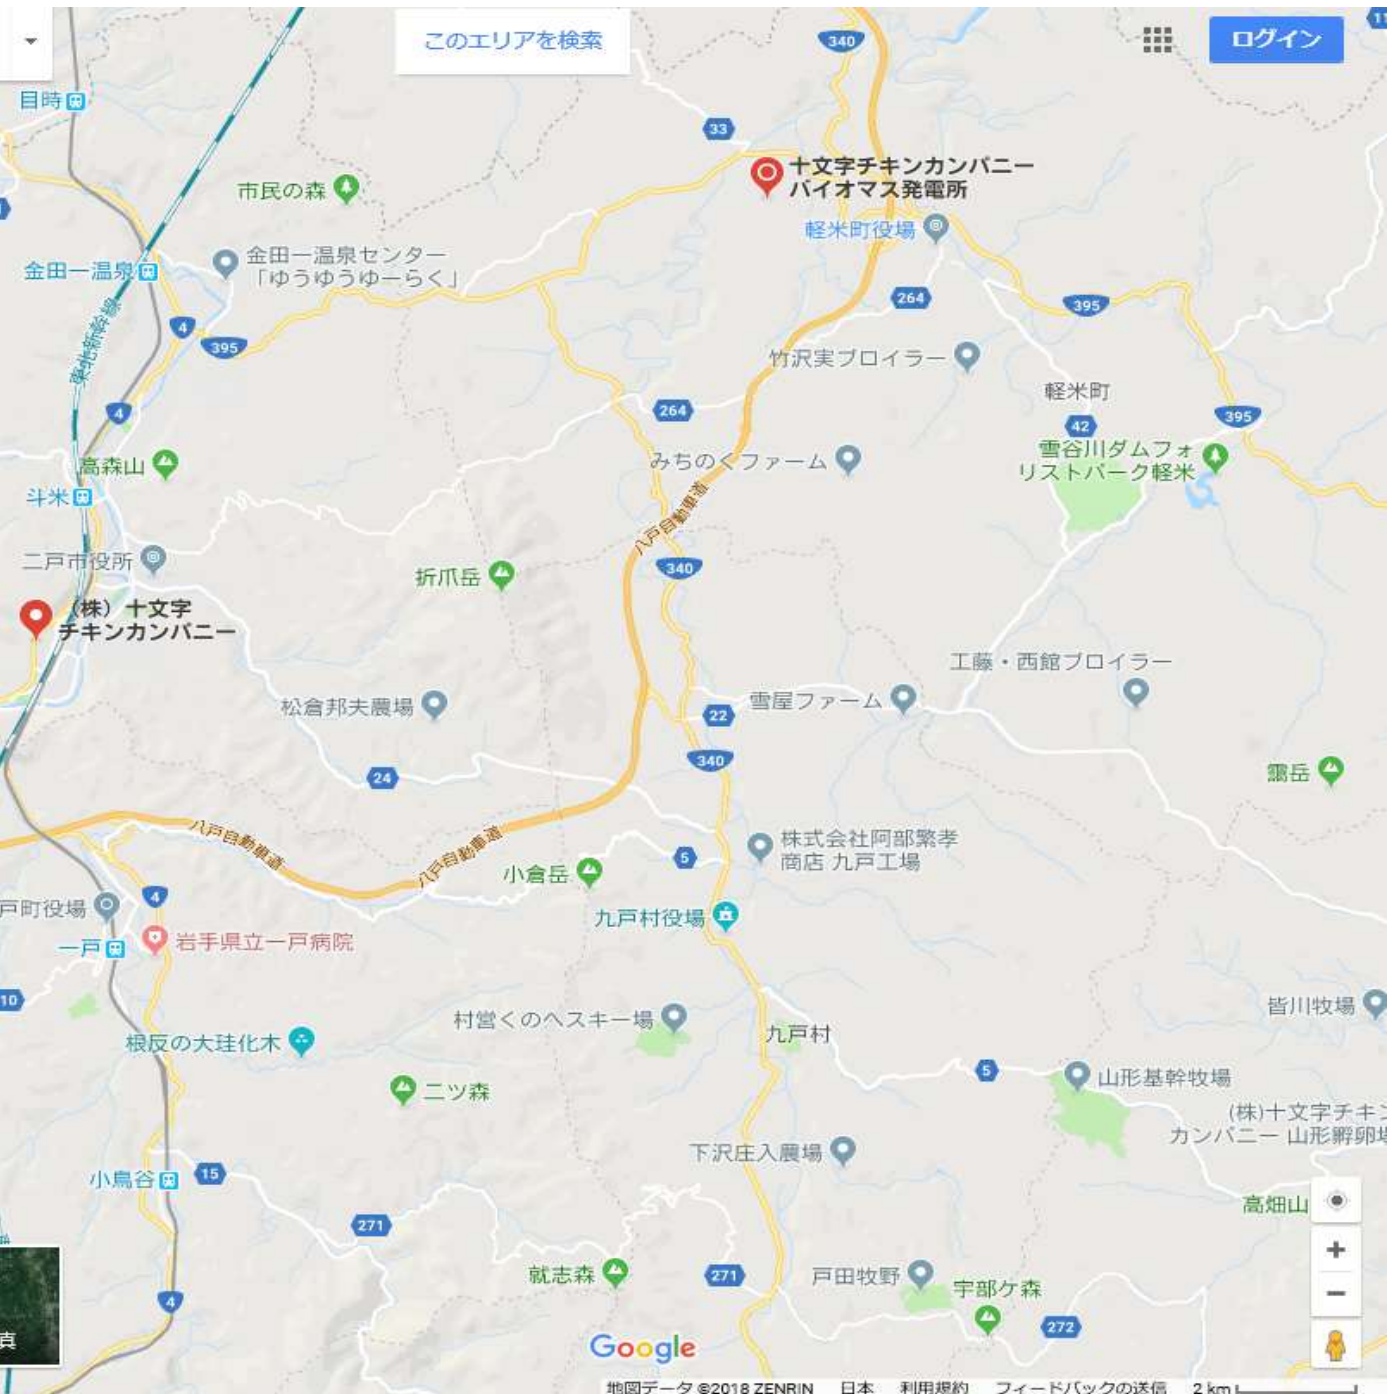 このエリアを検索
ログイン
340
11
目時
33
十文字チキンカンパニー
バイオマス発電所
市民の森
軽米町役場
金田一温泉センター
「ゆうゆうゆーらく」
金田一温泉
264
395
4
395
東北新幹線
竹沢実ブロイラー
軽米町
4
264
42
395
雪谷川ダムフォ
リストパーク軽米
高森山
みちのくファーム
斗米
八戸自動車道
二戸市役所
折爪岳
340
(株)十文字
チキンカンパニー
工藤・西館ブロイラー
松倉邦夫農場
22
雪屋ファーム
340
24
靄岳
八戸自動車道
八戸自動車道
株式会社阿部繁孝
商店 九戸工場
5
小倉岳
4
戸町役場
九戸村役場
一戸
岩手県立一戸病院
10
村営くのへスキー場
皆川牧場
九戸村
根反の大珪化木
5
山形基幹牧場
二ツ森
(株)十文字チキン
カンパニー 山形孵卵場
下沢庄入農場
小鳥谷
15
高畑山
271
就志森
271
戸田牧野
宇部ケ森
4
272
真
Google
地図データ ©2018 ZENRIN 日本 利用規約 フィードバックの送信 2 km